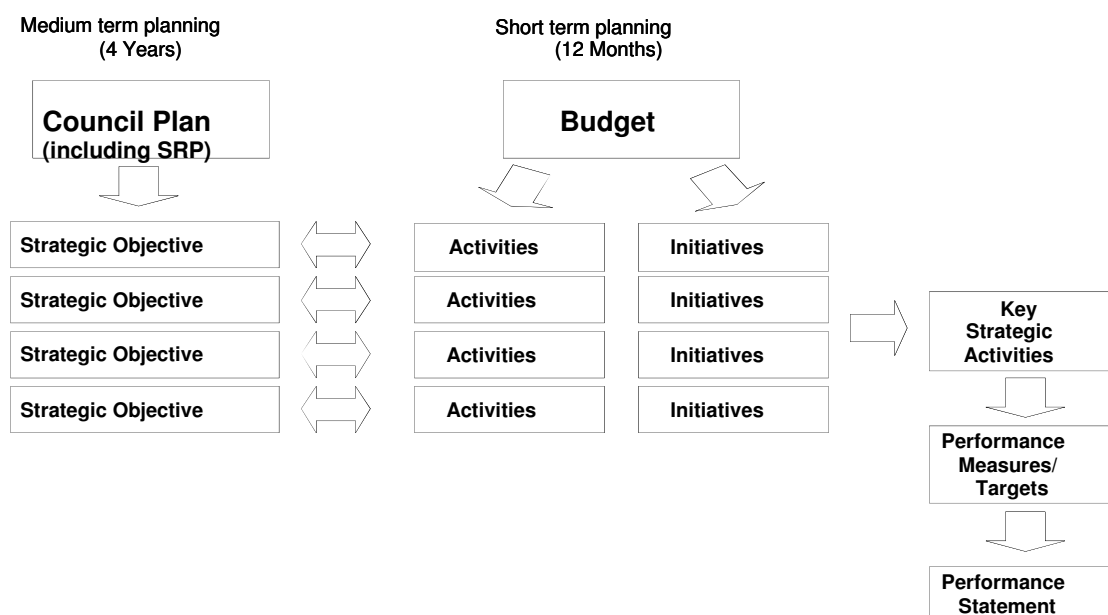 Medium term planning
(4 Years)
Short term planning
(12 Months)
Council Plan
(including SRP)
Budget
Strategic Objective
Activities
Initiatives
Strategic Objective
Activities
Initiatives
Strategic Objective
Activities
Initiatives
Strategic Objective
Activities
Initiatives
Key
Strategic
Activities
Performance
Measures/
Targets
Performance
Statement